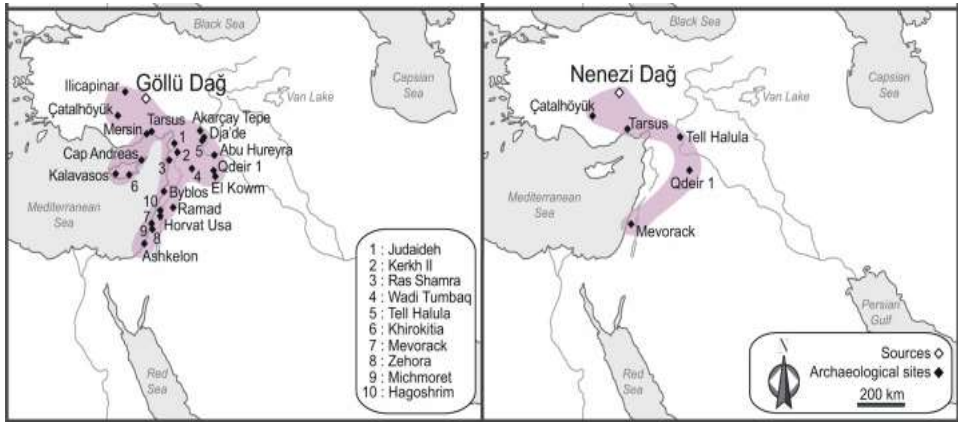 Black Sea
Ilicapinar
Göllü Dağ
Capsian
Sea
Van Lake
Çatalhöyük
Tarsus
Akarçay Tepe
Mersin
1
Dja'de
5
Cap Andreas
2
Abu Hureyra
3
4
Qdeir 1
Kalavasos
6
El Kowm
Byblos
Mediterranean
Sea
10
Ramad
7
Horvat Usa
9
8
Ashkelon
1 : Judaideh
2 : Kerkh II
3 : Ras Shamra
4 : Wadi Tumbaq
5 : Tell Halula
6 : Khirokitia
7 : Mevorack
8 : Zehora
9 : Michmoret
10 : Hagoshrim
Red
Sea
Black Sea
Nenezi Dağ
Capsian
Sea
Van Lake
Çatalhöyük
Tarsus
Tell Halula
Qdeir 1
Mediterranean
Sea
Mevorack
Persian
Gulf
Red
Sea
N
Sources
Archaeological sites
200 km